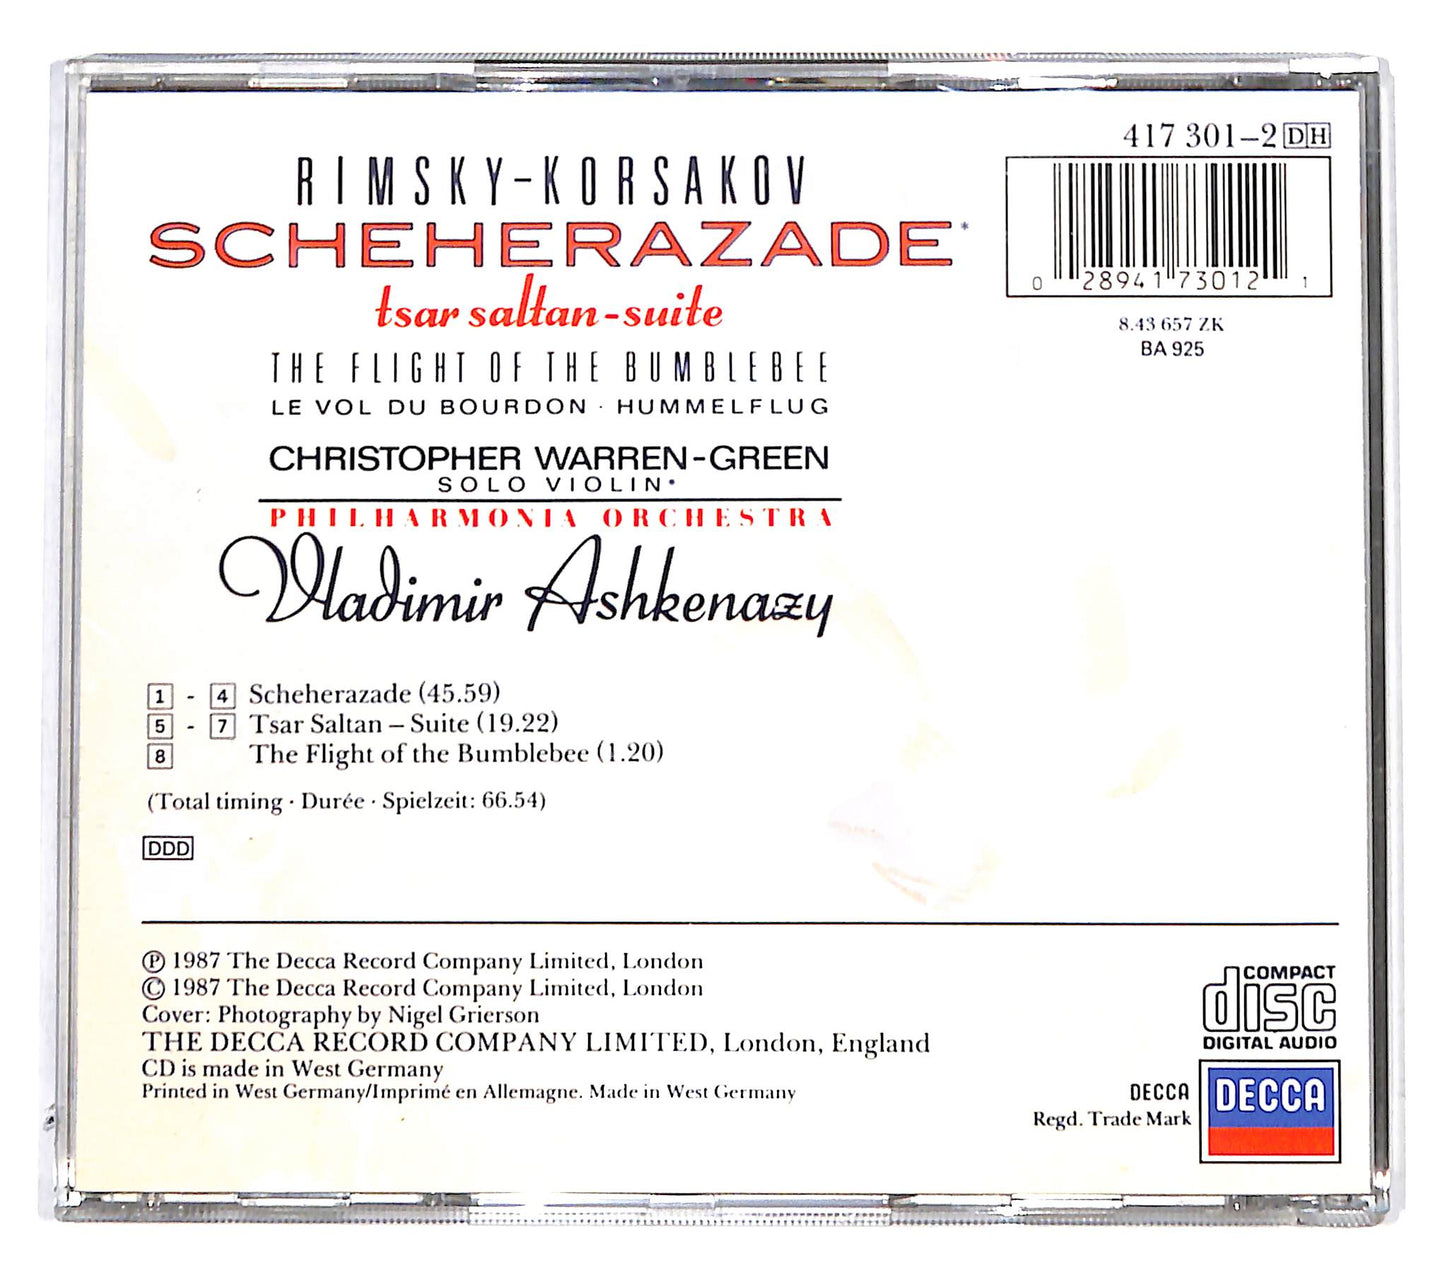 417 301-2 DH
RIMSKY-KORSAKOV
SCHEHERAZADE*
tsar saltan-suite
THE FLIGHT OF THE BUMBLEBEE
LE VOL DU BOURDON · HUMMELFLUG
0 28941 73012 1
8.43 657 ZK
BA 925
CHRISTOPHER WARREN-GREEN
SOLO VIOLIN*
PHILHARMONIA ORCHESTRA
Vladimir Ashkenazy
1 - 4 Scheherazade (45.59)
5 - 7 Tsar Saltan – Suite (19.22)
8 The Flight of the Bumblebee (1.20)
(Total timing · Durée · Spielzeit: 66.54)
DDD
℗ 1987 The Decca Record Company Limited, London
© 1987 The Decca Record Company Limited, London
Cover: Photography by Nigel Grierson
THE DECCA RECORD COMPANY LIMITED, London, England
CD is made in West Germany
Printed in West Germany/Imprimé en Allemagne. Made in West Germany
COMPACT
disc
DIGITAL AUDIO
DECCA
Regd. Trade Mark
DECCA